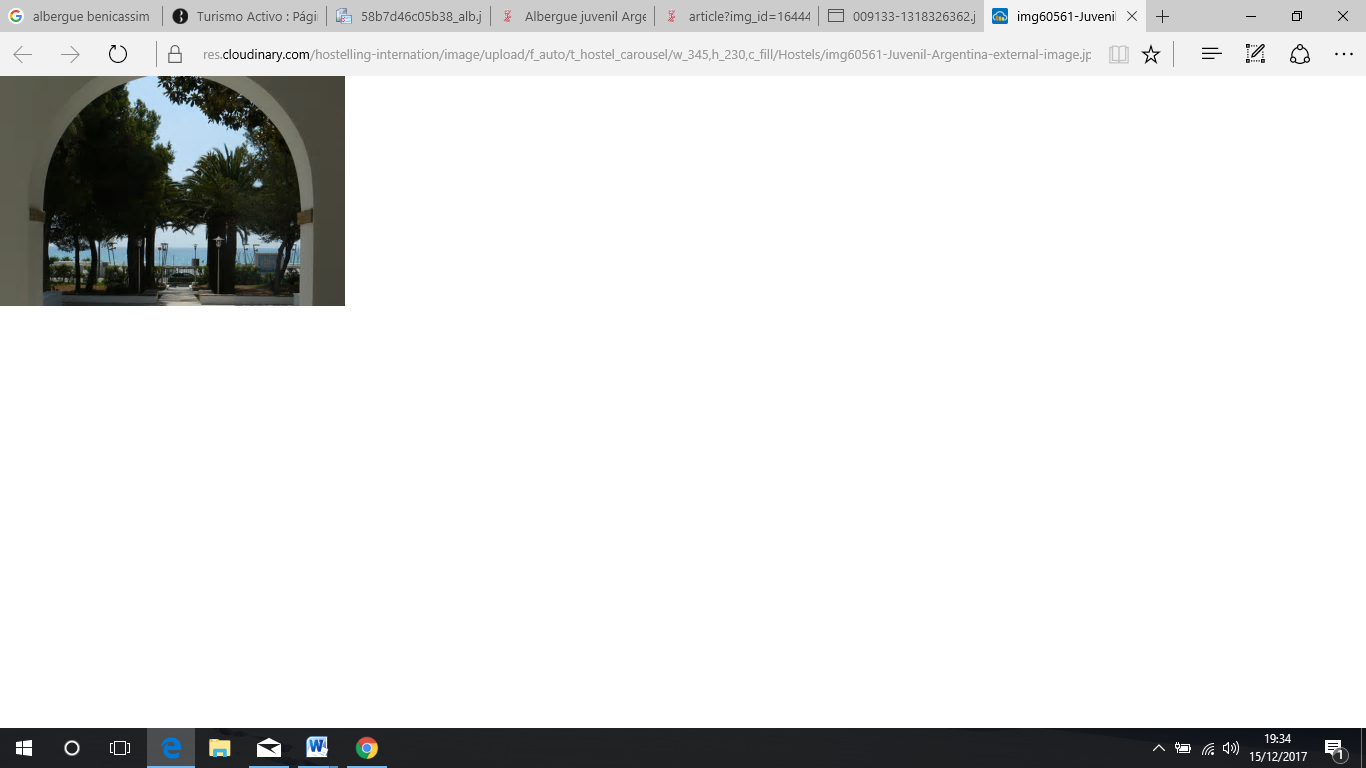 albergue benicassim
Turismo Activo : Pági
58b7d46c05b38_alb.j
Albergue juvenil Arge
article?img_id=16444
009133-1318326362.j
img60561-Juvenil
res.cloudinary.com/hostelling-internation/image/upload/f_auto/t_hostel_carousel/w_345,h_230,c_fill/Hostels/img60561-Juvenil-Argentina-external-image.jp
19:34
15/12/2017
1